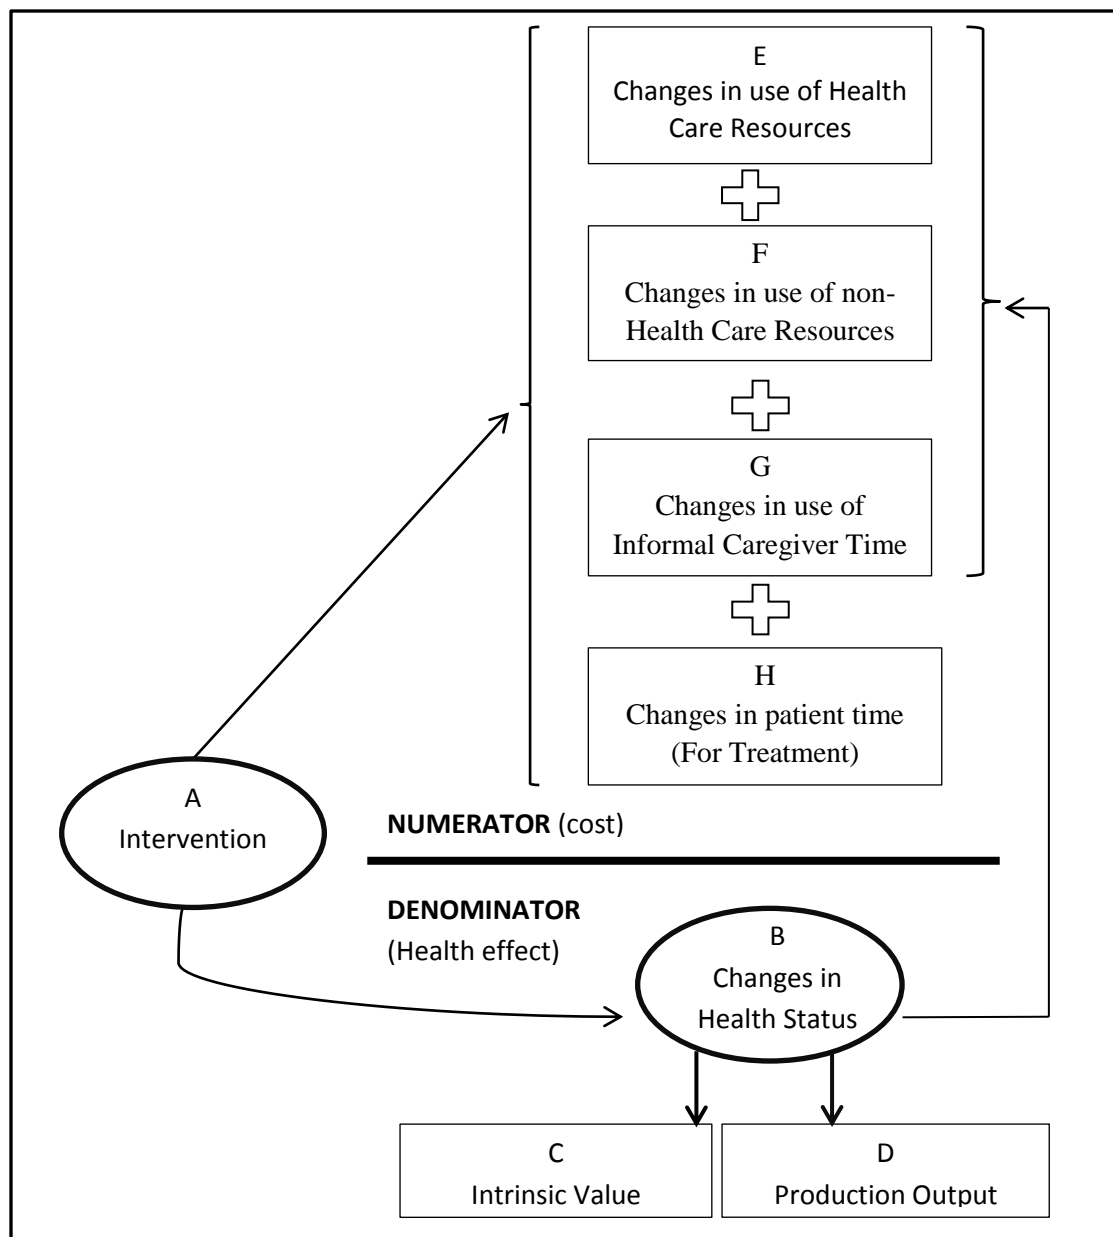 E
Changes in use of Health
Care Resources
F
Changes in use of non-
Health Care Resources
G
Changes in use of
Informal Caregiver Time
H
Changes in patient time
(For Treatment)
A
Intervention
NUMERATOR (cost)
DENOMINATOR
(Health effect)
B
Changes in
Health Status
C
Intrinsic Value
D
Production Output